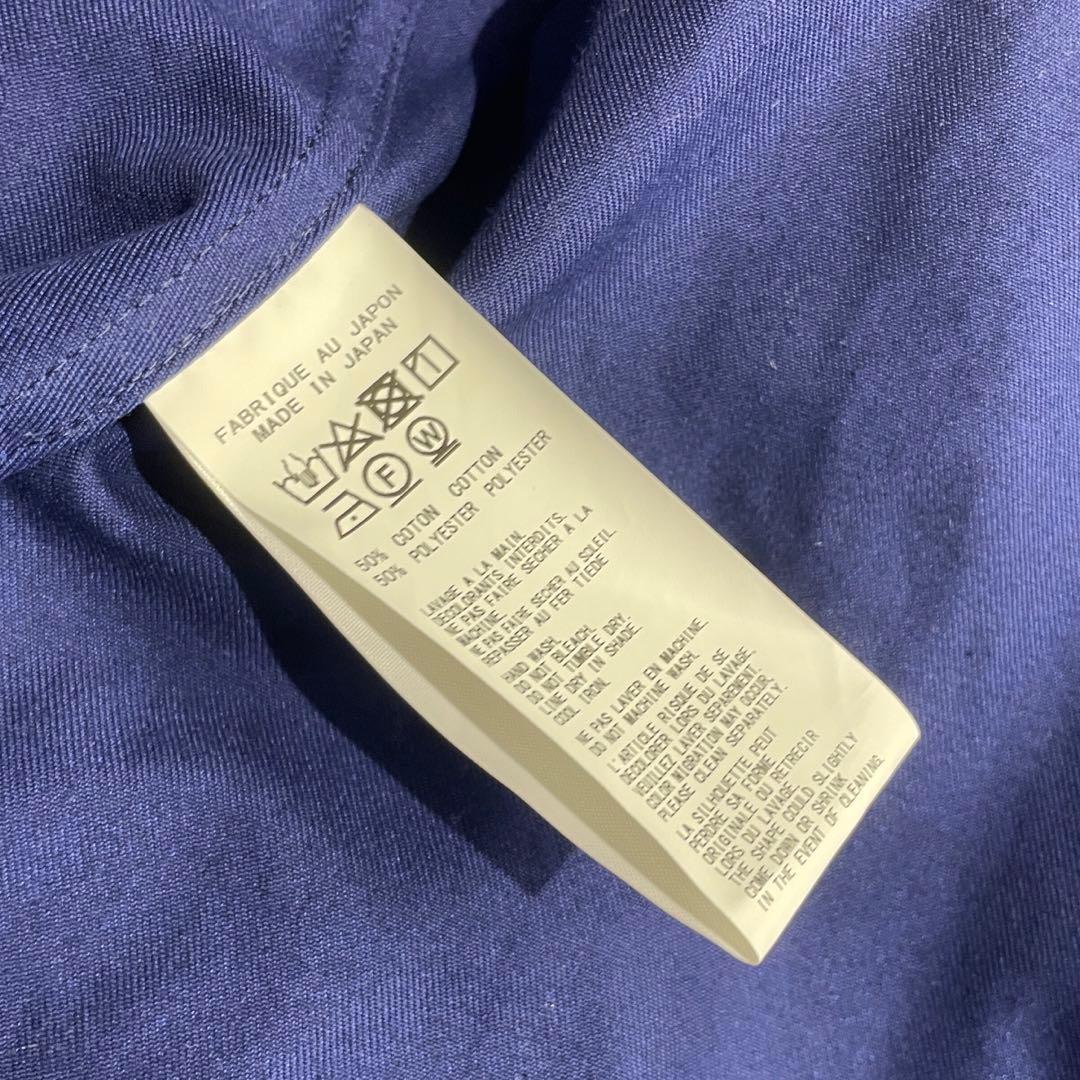 FABRIQUE AU JAPON
MADE IN JAPAN
F W
50% COTON COTTON
50% POLYESTER POLYESTER
LAVAGE A LA MAIN.
DECOLORANTS INTERDITS.
NE PAS FAIRE SECHER A LA
MACHINE.
NE PAS FAIRE SECHER AU SOLEIL.
REPASSER AU FER TIEDE
HAND WASH.
DO NOT BLEACH.
DO NOT TUMBLE DRY.
LINE DRY IN SHADE.
COOL IRON.
NE PAS LAVER EN MACHINE.
DO NOT MACHINE WASH.
L'ARTICLE RISQUE DE SE
DECOLORER LORS DU LAVAGE.
VEUILLEZ LAVER SEPAREMENT.
COLOR MIGRATION MAY OCCUR.
PLEASE CLEAN SEPARATELY.
LA SILHOUETTE PEUT
PERDRE SA FORME
ORIGINALE OU RETRECIR
LORS DU LAVAGE.
THE SHAPE COULD SLIGHTLY
COME DOWN OR SHRINK
IN THE EVENT OF CLEANING.